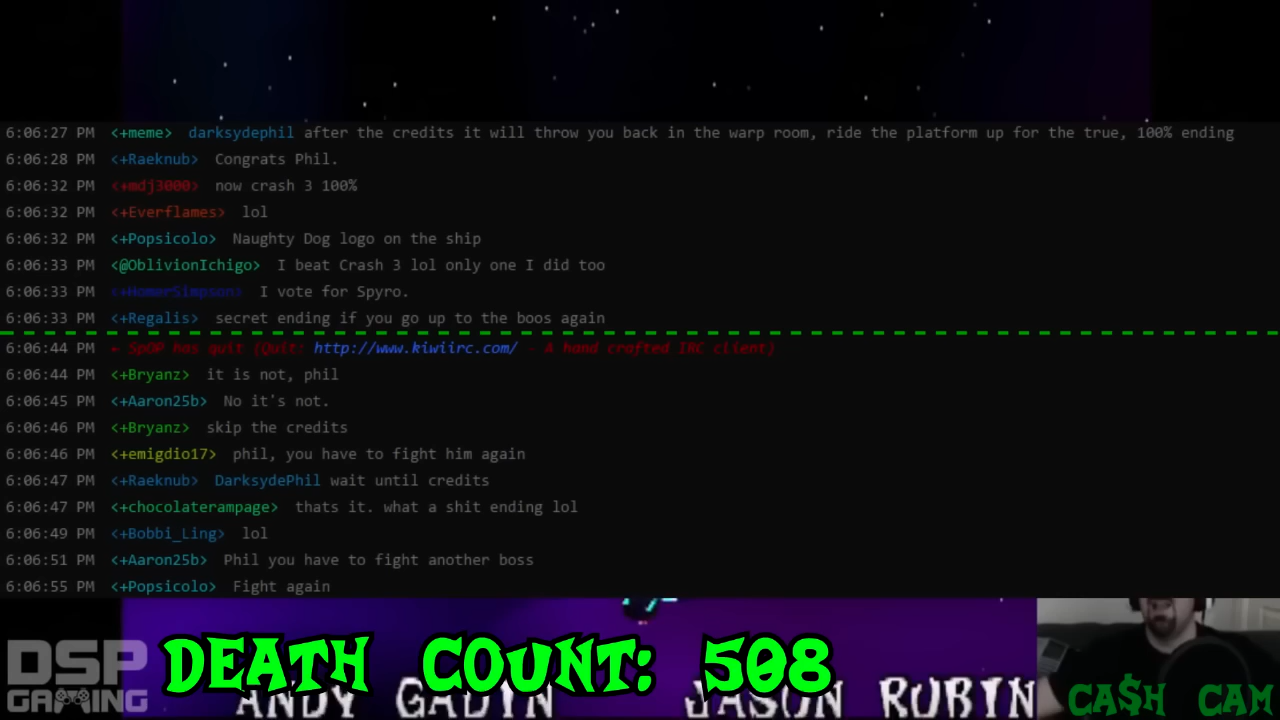 6:06:27 PM <+meme> darksydephil after the credits it will throw you back in the warp room, ride the platform up for the true, 100% ending
6:06:28 PM <+Raeknub> Congrats Phil.
6:06:32 PM <+mdj3000> now crash 3 100%
6:06:32 PM <+Everflames> lol
6:06:32 PM <+Popsicolo> Naughty Dog logo on the ship
6:06:33 PM <@OblivionIchigo> I beat Crash 3 lol only one I did too
6:06:33 PM <+HomerSimpson> I vote for Spyro.
6:06:33 PM <+Regalis> secret ending if you go up to the boos again
6:06:44 PM ← SpOP has quit (Quit: http://www.kiwiirc.com/ - A hand crafted IRC client)
6:06:44 PM <+Bryanz> it is not, phil
6:06:45 PM <+Aaron25b> No it's not.
6:06:46 PM <+Bryanz> skip the credits
6:06:46 PM <+emigdio17> phil, you have to fight him again
6:06:47 PM <+Raeknub> DarksydePhil wait until credits
6:06:47 PM <+chocolaterampage> thats it. what a shit ending lol
6:06:49 PM <+Bobbi_Ling> lol
6:06:51 PM <+Aaron25b> Phil you have to fight another boss
6:06:55 PM <+Popsicolo> Fight again
DSP
GAMING
DEATH COUNT: 508
ANDY GAVIN JASON RUBIN
CA$H CAM